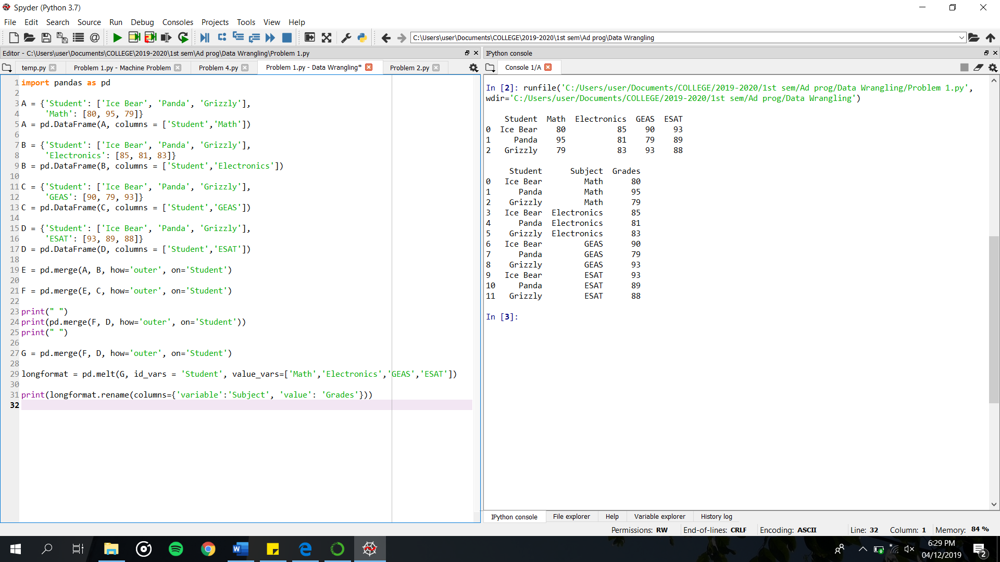 Spyder (Python 3.7)
File Edit Search Source Run Debug Consoles Projects Tools View Help
C:\Users\user\Documents\COLLEGE\2019-2020\1st sem\Ad prog\Data Wrangling
Editor - C:\Users\user\Documents\COLLEGE\2019-2020\1st sem\Ad prog\Data Wrangling\Problem 1.py
temp.py Problem 1.py - Machine Problem Problem 4.py Problem 1.py - Data Wrangling* Problem 2.py
1 import pandas as pd
2
3 A = {'Student': ['Ice Bear', 'Panda', 'Grizzly'],
4      'Math': [80, 95, 79]}
5 A = pd.DataFrame(A, columns = ['Student','Math'])
6
7 B = {'Student': ['Ice Bear', 'Panda', 'Grizzly'],
8      'Electronics': [85, 81, 83]}
9 B = pd.DataFrame(B, columns = ['Student','Electronics'])
10
11 C = {'Student': ['Ice Bear', 'Panda', 'Grizzly'],
12      'GEAS': [90, 79, 93]}
13 C = pd.DataFrame(C, columns = ['Student','GEAS'])
14
15 D = {'Student': ['Ice Bear', 'Panda', 'Grizzly'],
16      'ESAT': [93, 89, 88]}
17 D = pd.DataFrame(D, columns = ['Student','ESAT'])
18
19 E = pd.merge(A, B, how='outer', on='Student')
20
21 F = pd.merge(E, C, how='outer', on='Student')
22
23 print(" ")
24 print(pd.merge(F, D, how='outer', on='Student'))
25 print(" ")
26
27 G = pd.merge(F, D, how='outer', on='Student')
28
29 longformat = pd.melt(G, id_vars = 'Student', value_vars=['Math','Electronics','GEAS','ESAT'])
30
31 print(longformat.rename(columns={'variable':'Subject', 'value': 'Grades'}))
32
IPython console
Console 1/A
In [2]: runfile('C:/Users/user/Documents/COLLEGE/2019-2020/1st sem/Ad prog/Data Wrangling/Problem 1.py',
wdir='C:/Users/user/Documents/COLLEGE/2019-2020/1st sem/Ad prog/Data Wrangling')
Student Math Electronics GEAS ESAT
0 Ice Bear 80 85 90 93
1 Panda 95 81 79 89
2 Grizzly 79 83 93 88
Student Subject Grades
0 Ice Bear Math 80
1 Panda Math 95
2 Grizzly Math 79
3 Ice Bear Electronics 85
4 Panda Electronics 81
5 Grizzly Electronics 83
6 Ice Bear GEAS 90
7 Panda GEAS 79
8 Grizzly GEAS 93
9 Ice Bear ESAT 93
10 Panda ESAT 89
11 Grizzly ESAT 88
In [3]:
IPython console File explorer Help Variable explorer History log
Permissions: RW End-of-lines: CRLF Encoding: ASCII Line: 32 Column: 1 Memory: 84 %
6:29 PM
04/12/2019
2